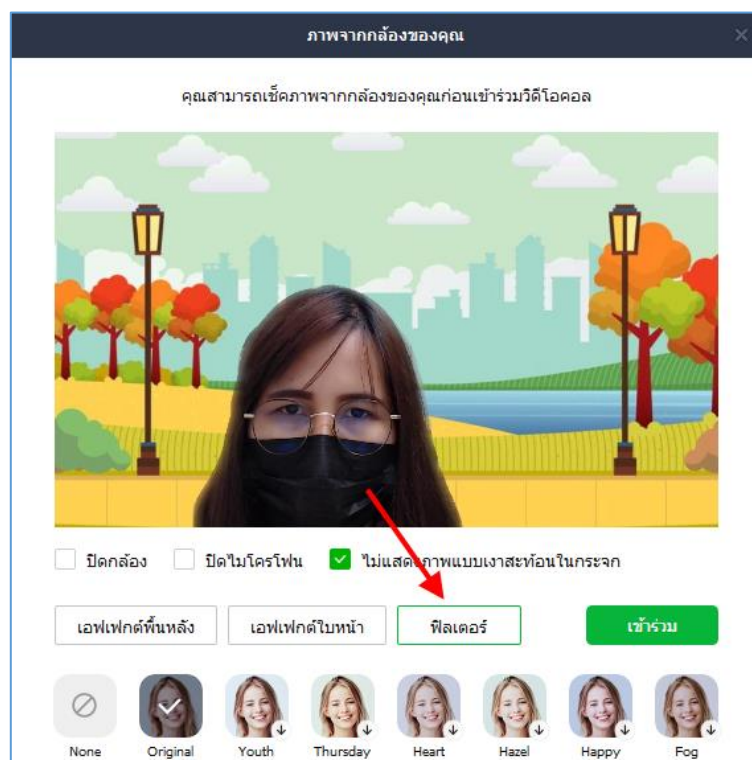 ภาพจากกล้องของคุณ
คุณสามารถเช็คภาพจากกล้องของคุณก่อนเข้าร่วมวิดีโอคอล
ปิดกล้อง ปิดไมโครโฟน ไม่แสดงภาพแบบเงาสะท้อนในกระจก
เอฟเฟกต์พื้นหลัง เอฟเฟกต์ใบหน้า ฟิลเตอร์ เข้าร่วม
None Original Youth Thursday Heart Hazel Happy Fog